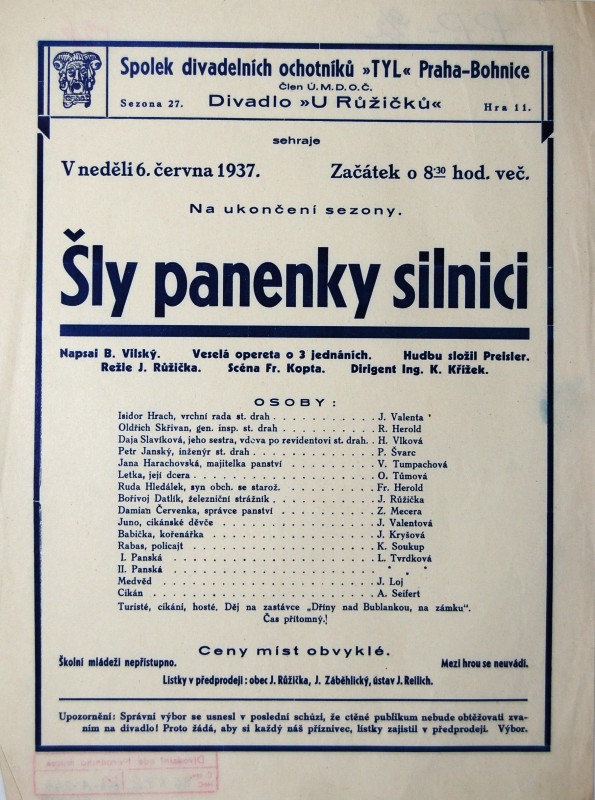 Spolek divadelních ochotníků »TYL« Praha-Bohnice
Člen Ú.M.D.O.Č.
Sezona 27. Divadlo »U Růžičků« Hra 11.
sehraje
V neděli 6. června 1937. Začátek o 8·30 hod. več.
Na ukončení sezony.
Šly panenky silnici
Napsal B. Vilský. Veselá opereta o 3 jednáních. Hudbu složil Preisler.
Režie J. Růžička. Scéna Fr. Kopta. Dirigent Ing. K. Křížek.
OSOBY:
Isidor Hrach, vrchní rada st. drah . . . . . . . . . . . J. Valenta
Oldřich Skřivan, gen. insp. st. drah . . . . . . . . . . R. Herold
Daja Slavíková, jeho sestra, vdova po revidentovi st. drah. . H. Vlková
Petr Janský, inženýr st. drah . . . . . . . . . . . . P. Švarc
Jana Harachovská, majitelka panství . . . . . . . . . V. Tumpachová
Letka, její dcera . . . . . . . . . . . . . . . . O. Tůmová
Ruda Hledálek, syn obch. se starož. . . . . . . . . . . Fr. Herold
Bořivoj Datlík, železniční strážník . . . . . . . . . . . J. Růžička
Damian Červenka, správce panství . . . . . . . . . . Z. Mecera
Juno, cikánské děvče . . . . . . . . . . . . . . . J. Valentová
Babička, kořenářka . . . . . . . . . . . . . . . . J. Kryšová
Rabas, policajt . . . . . . . . . . . . . . . . . K. Soukup
I. Panská . . . . . . . . . . . . . . . . . . L. Tvrdková
II. Panská . . . . . . . . . . . . . . . . . . * * *
Medvěd . . . . . . . . . . . . . . . . . . . J. Loj
Cikán . . . . . . . . . . . . . . . . . . . . A. Seifert
Turisté, cikáni, hosté. Děj na zastávce „Dřiny nad Bublankou, na zámku".
Čas přítomný.!
Ceny míst obvyklé.
Školní mládeži nepřístupno. Mezi hrou se neuvádí.
Lístky v předprodeji: obec J. Růžička, J. Záběhlický, ústav J. Reilich.
Upozornění: Správní výbor se usnesl v poslední schůzi, že ctěné publikum nebude obtěžovati zva-
ním na divadlo! Proto žádá, aby si každý náš příznivec, lístky zajistil v předprodeji. Výbor.